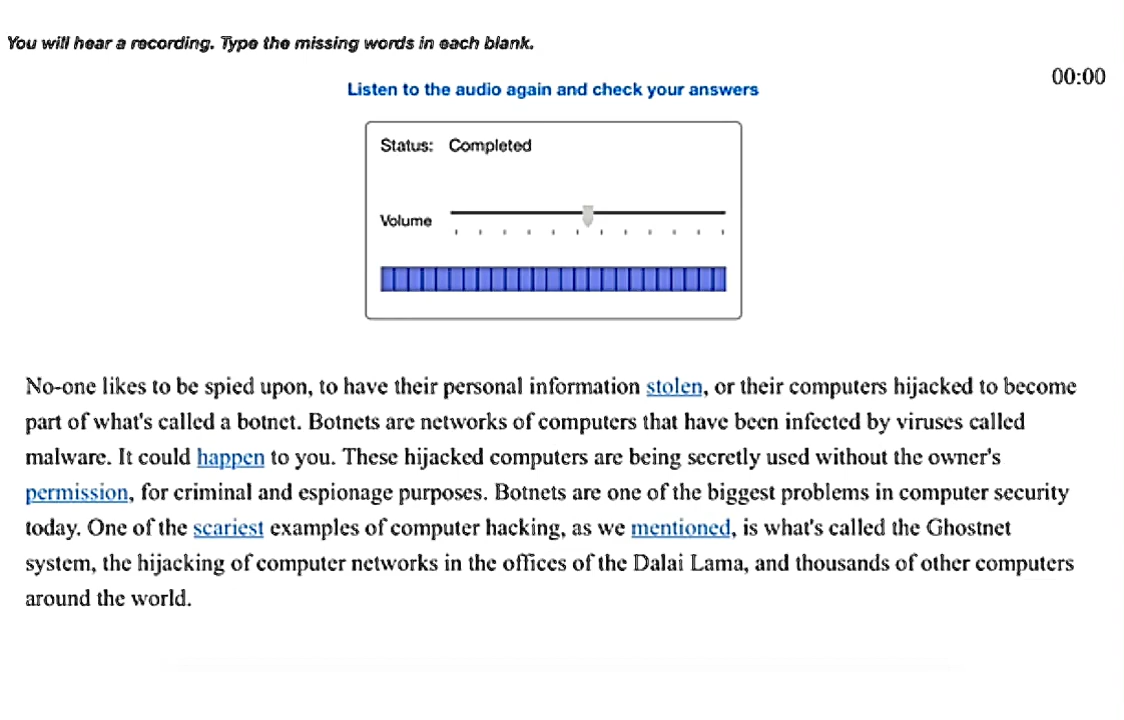 You will hear a recording. Type the missing words in each blank.
00:00
Listen to the audio again and check your answers
Status: Completed
Volume
No-one likes to be spied upon, to have their personal information stolen, or their computers hijacked to become
part of what's called a botnet. Botnets are networks of computers that have been infected by viruses called
malware. It could happen to you. These hijacked computers are being secretly used without the owner's
permission, for criminal and espionage purposes. Botnets are one of the biggest problems in computer security
today. One of the scariest examples of computer hacking, as we mentioned, is what's called the Ghostnet
system, the hijacking of computer networks in the offices of the Dalai Lama, and thousands of other computers
around the world.